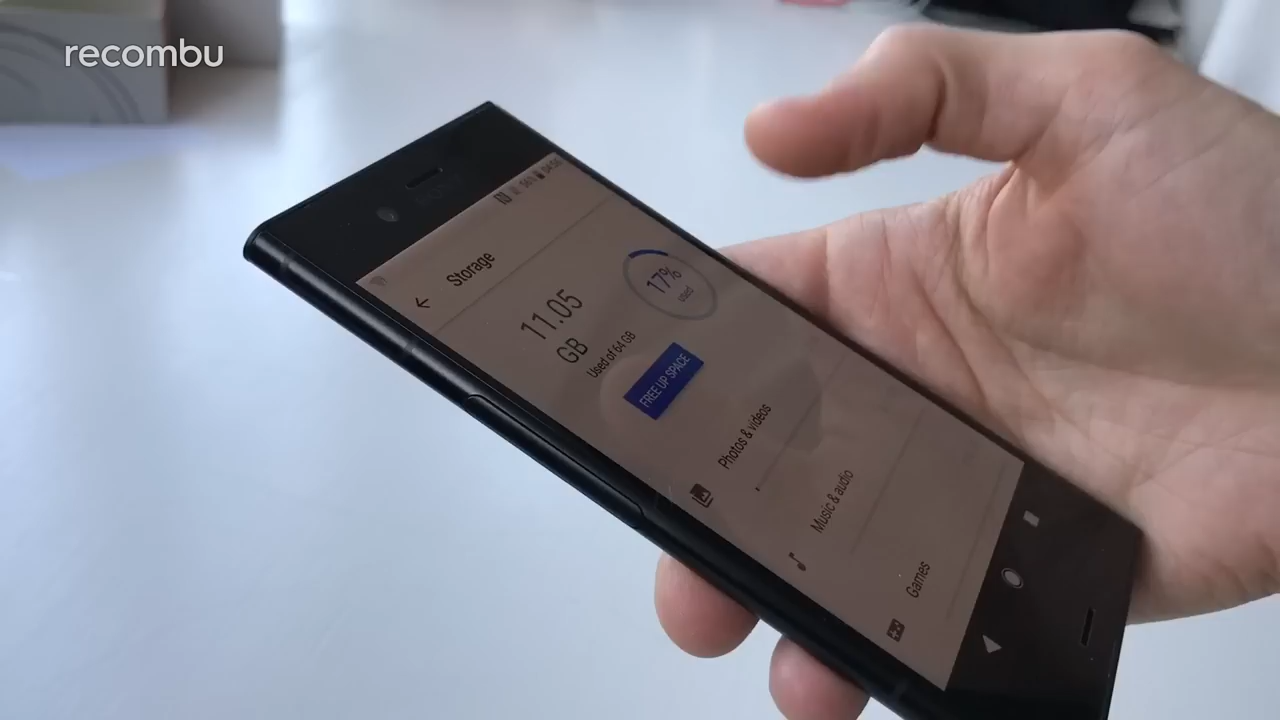 recombu
Storage
11.05
GB
Used of 64 GB
17%
used
FREE UP SPACE
Photos & videos
Music & audio
Games